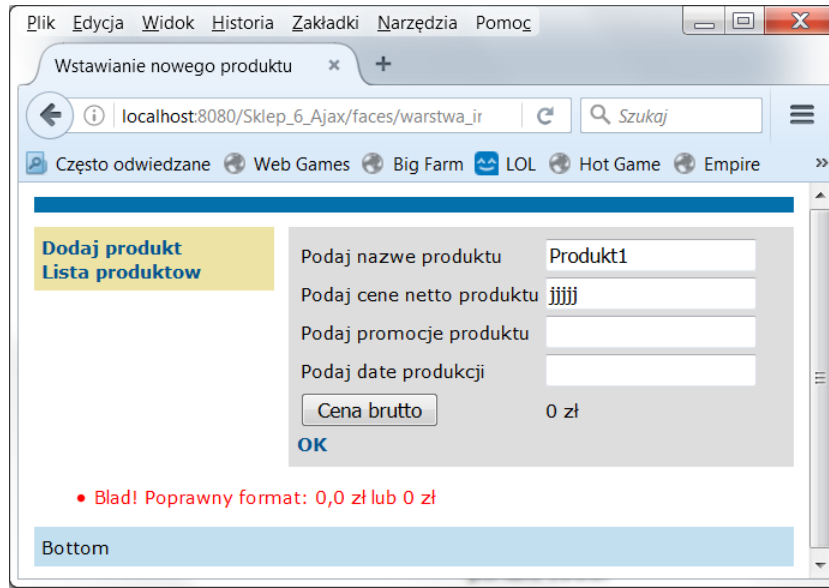 Plik Edycja Widok Historia Zakładki Narzędzia Pomoc
Wstawianie nowego produktu
localhost:8080/Sklep_6_Ajax/faces/warstwa_ir Szukaj
Często odwiedzane Web Games Big Farm LOL Hot Game Empire
Dodaj produkt
Lista produktow
Podaj nazwe produktu Produkt1
Podaj cene netto produktu jjjjj
Podaj promocje produktu
Podaj date produkcji
Cena brutto 0 zł
OK
Blad! Poprawny format: 0,0 zł lub 0 zł
Bottom